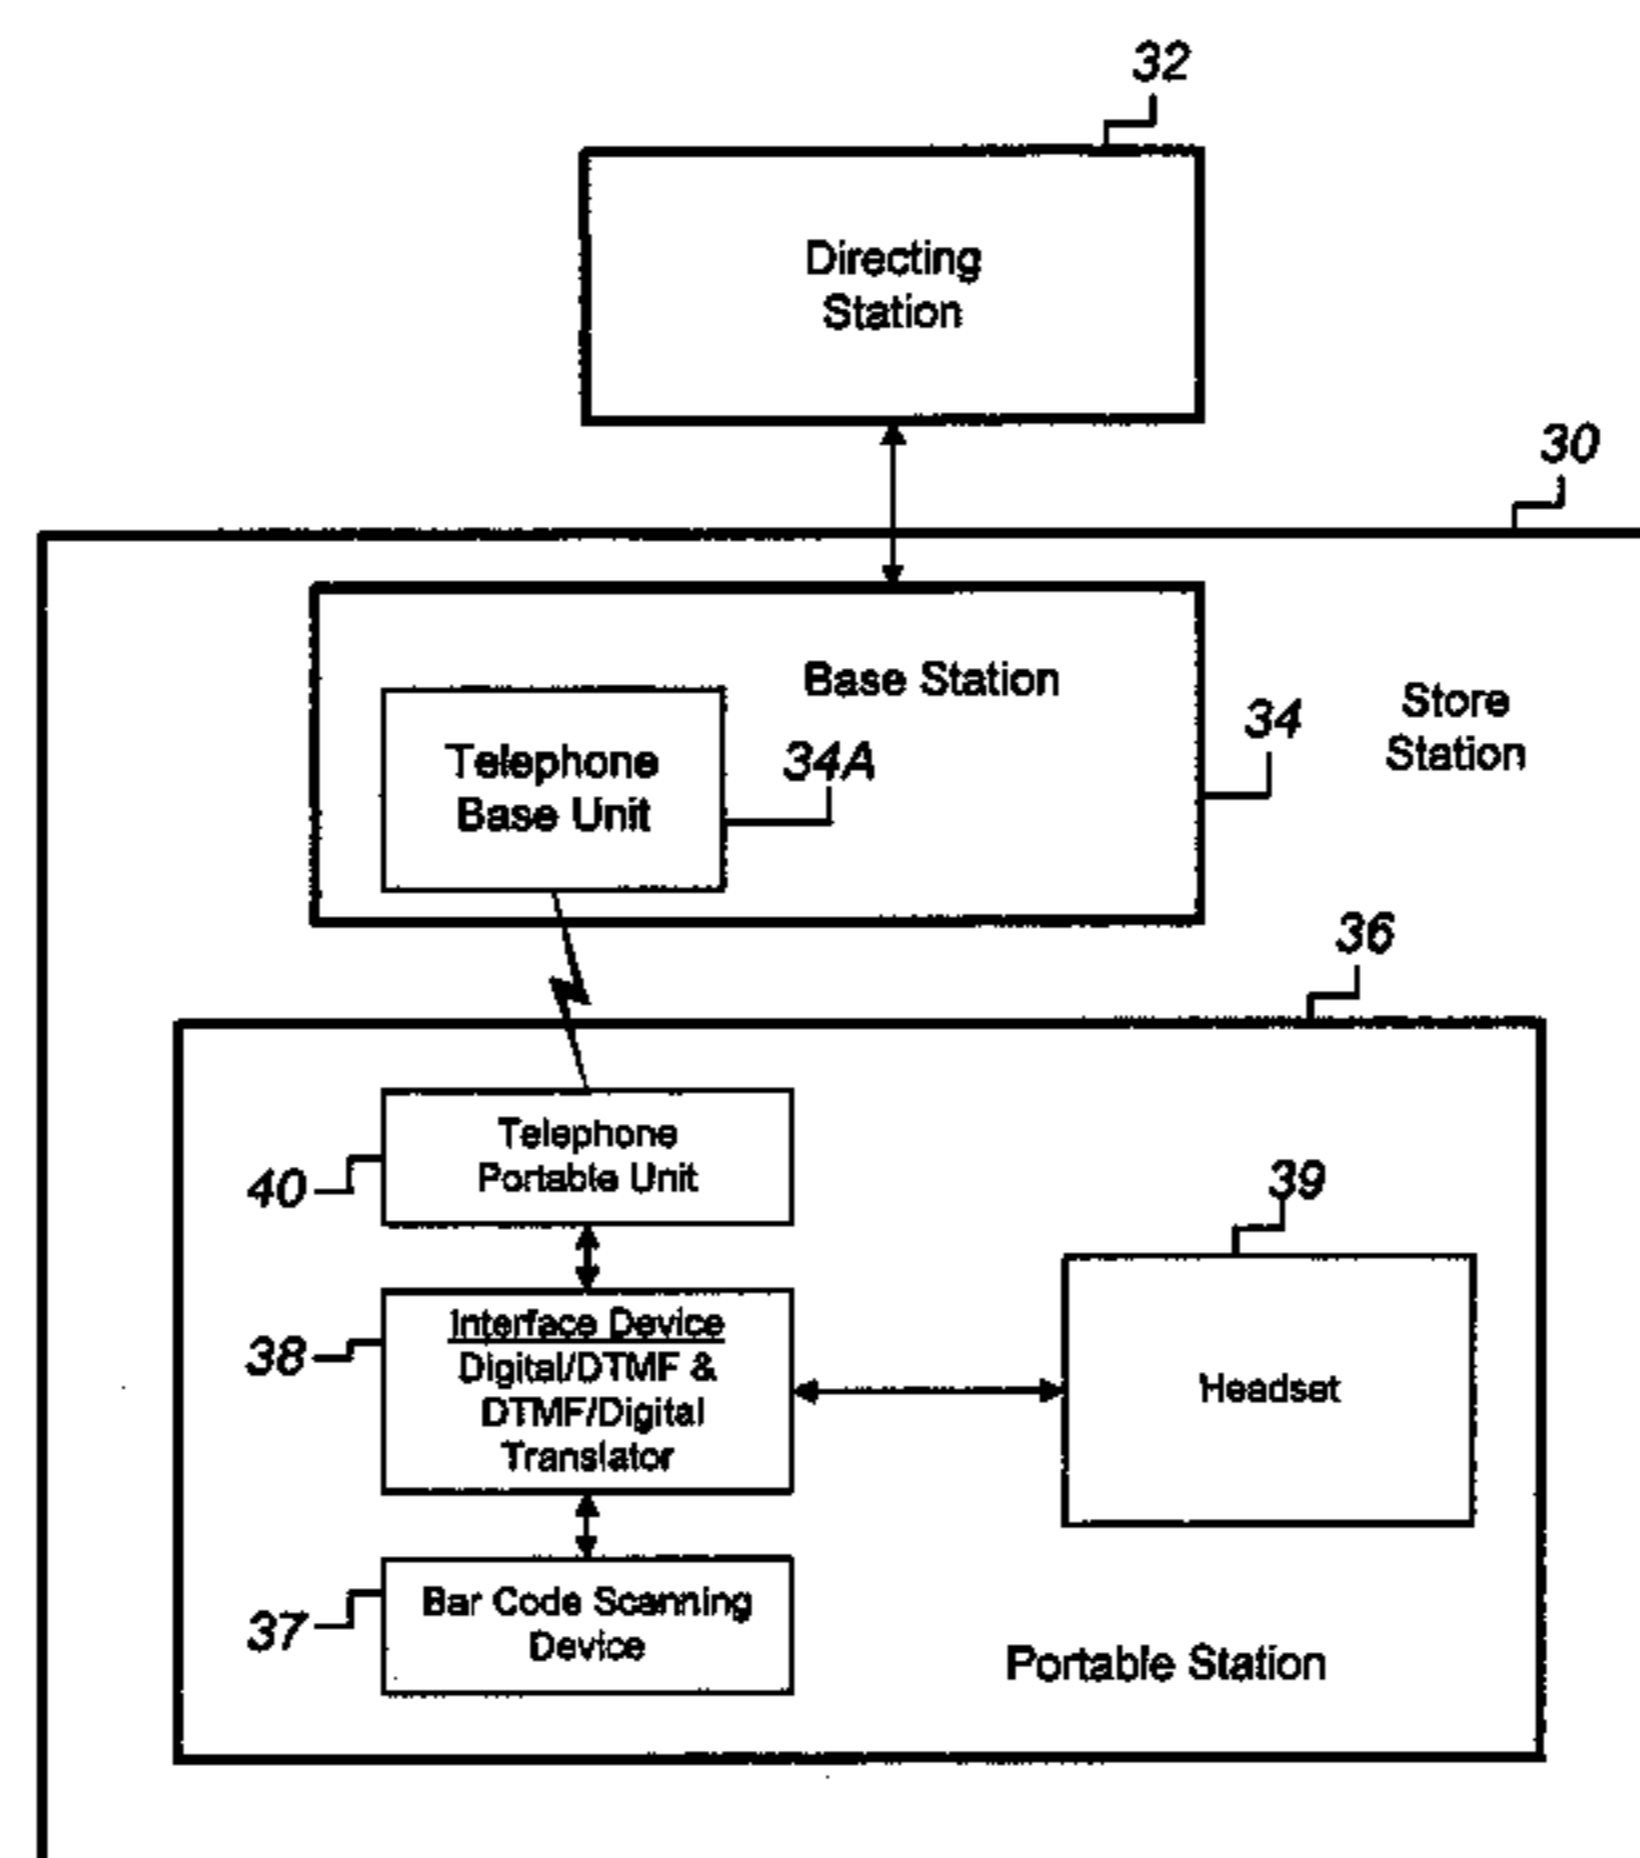 32
Directing
Station
30
Base Station
Store
Station
34
Telephone
Base Unit
34A
36
Telephone
Portable Unit
40
39
Interface Device
Digital/DTMF &
DTMF/Digital
Translator
38
Headset
Bar Code Scanning
Device
37
Portable Station